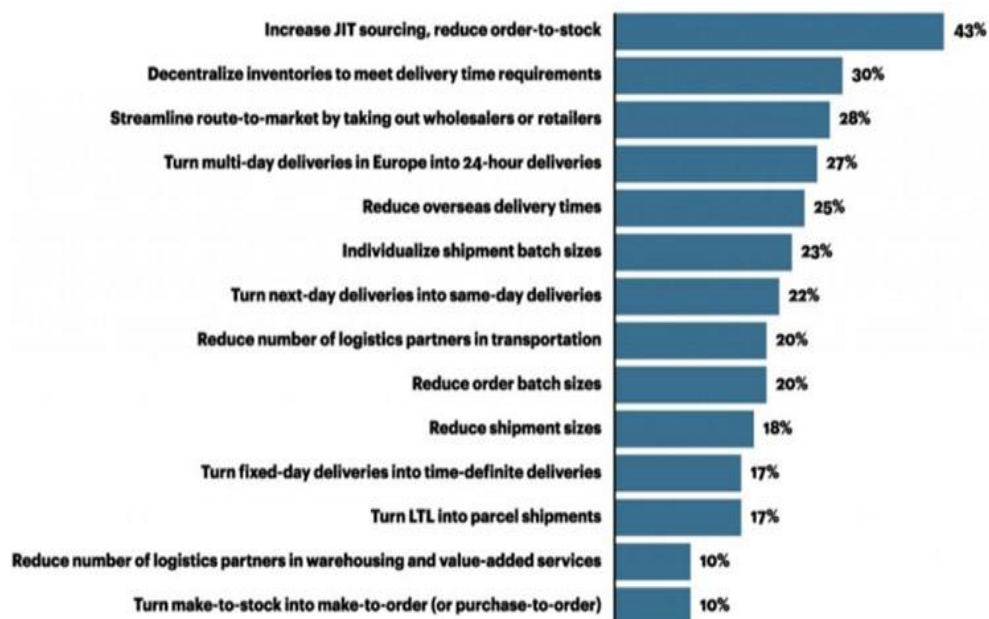 Increase JIT sourcing, reduce order-to-stock 43%
Decentralize inventories to meet delivery time requirements 30%
Streamline route-to-market by taking out wholesalers or retailers 28%
Turn multi-day deliveries in Europe into 24-hour deliveries 27%
Reduce overseas delivery times 25%
Individualize shipment batch sizes 23%
Turn next-day deliveries into same-day deliveries 22%
Reduce number of logistics partners in transportation 20%
Reduce order batch sizes 20%
Reduce shipment sizes 18%
Turn fixed-day deliveries into time-definite deliveries 17%
Turn LTL into parcel shipments 17%
Reduce number of logistics partners in warehousing and value-added services 10%
Turn make-to-stock into make-to-order (or purchase-to-order) 10%